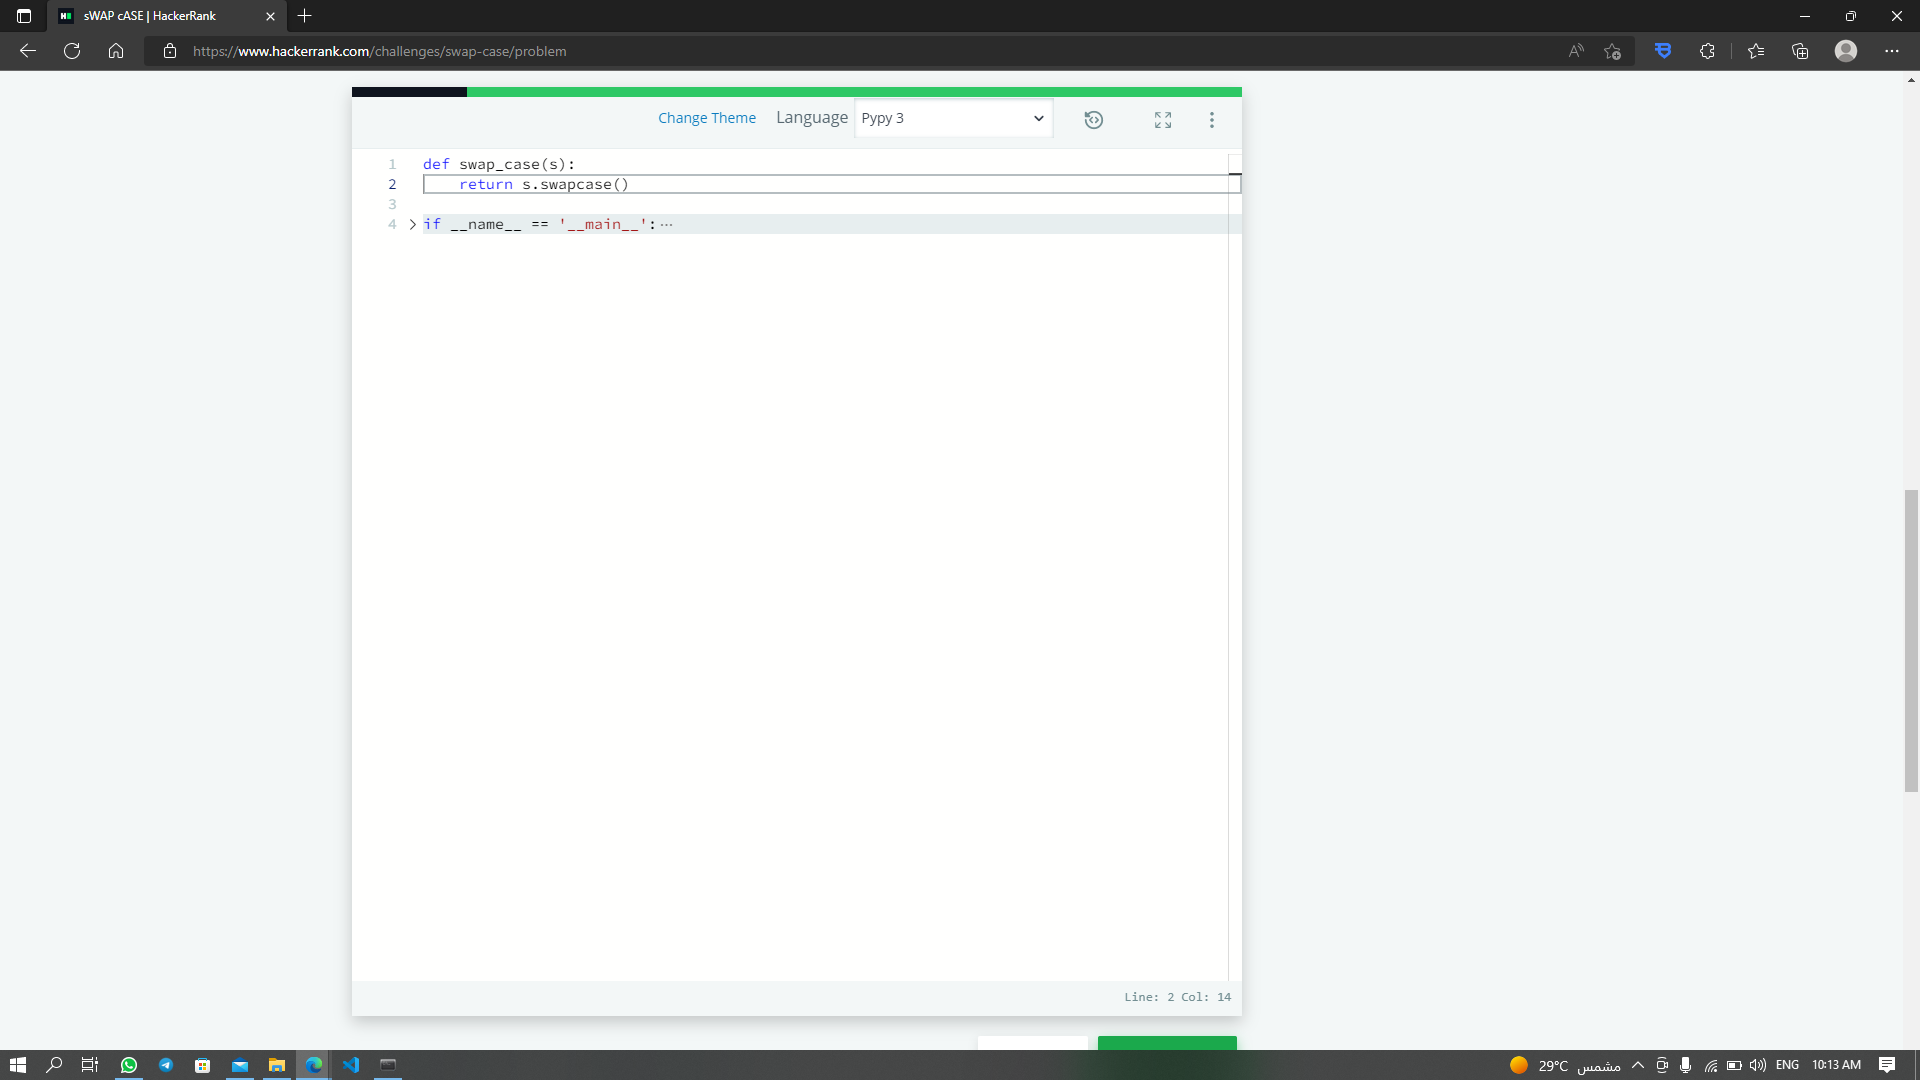 sWAP cASE | HackerRank
https://www.hackerrank.com/challenges/swap-case/problem
Change Theme Language Pypy 3
1 def swap_case(s):
2 return s.swapcase()
3
4 if __name__ == '__main__':...
Line: 2 Col: 14
29°C مشمس ENG 10:13 AM